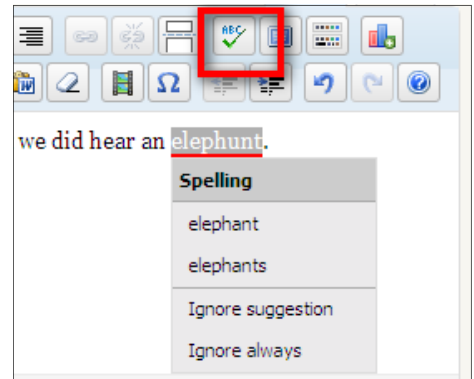 ABC
we did hear an elephunt.
Spelling
elephant
elephants
Ignore suggestion
Ignore always